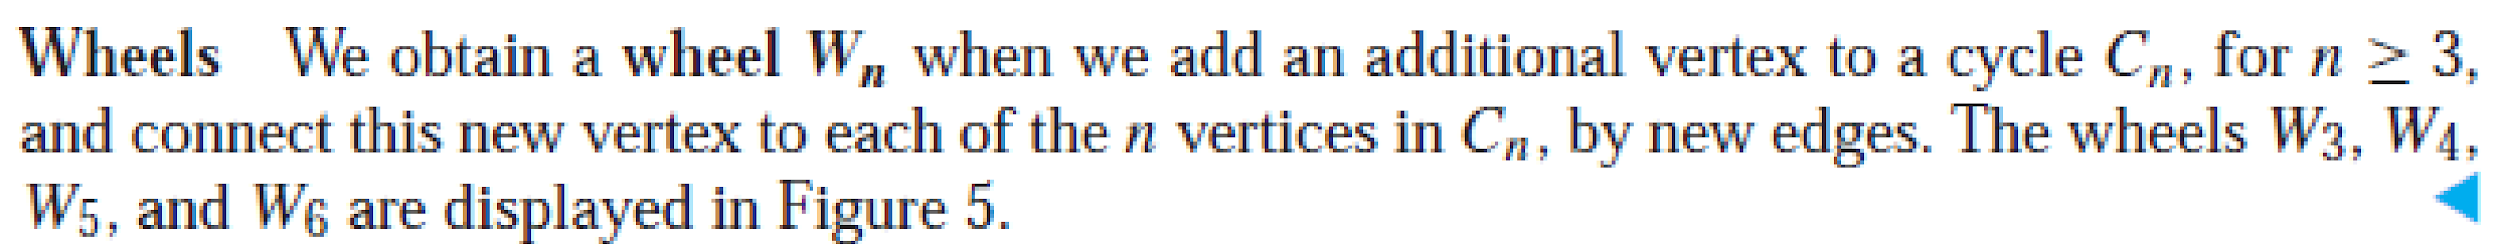 Wheels We obtain a wheel Wₙ when we add an additional vertex to a cycle Cₙ, for n ≥ 3,
and connect this new vertex to each of the n vertices in Cₙ, by new edges. The wheels W₃, W₄,
W₅, and W₆ are displayed in Figure 5.